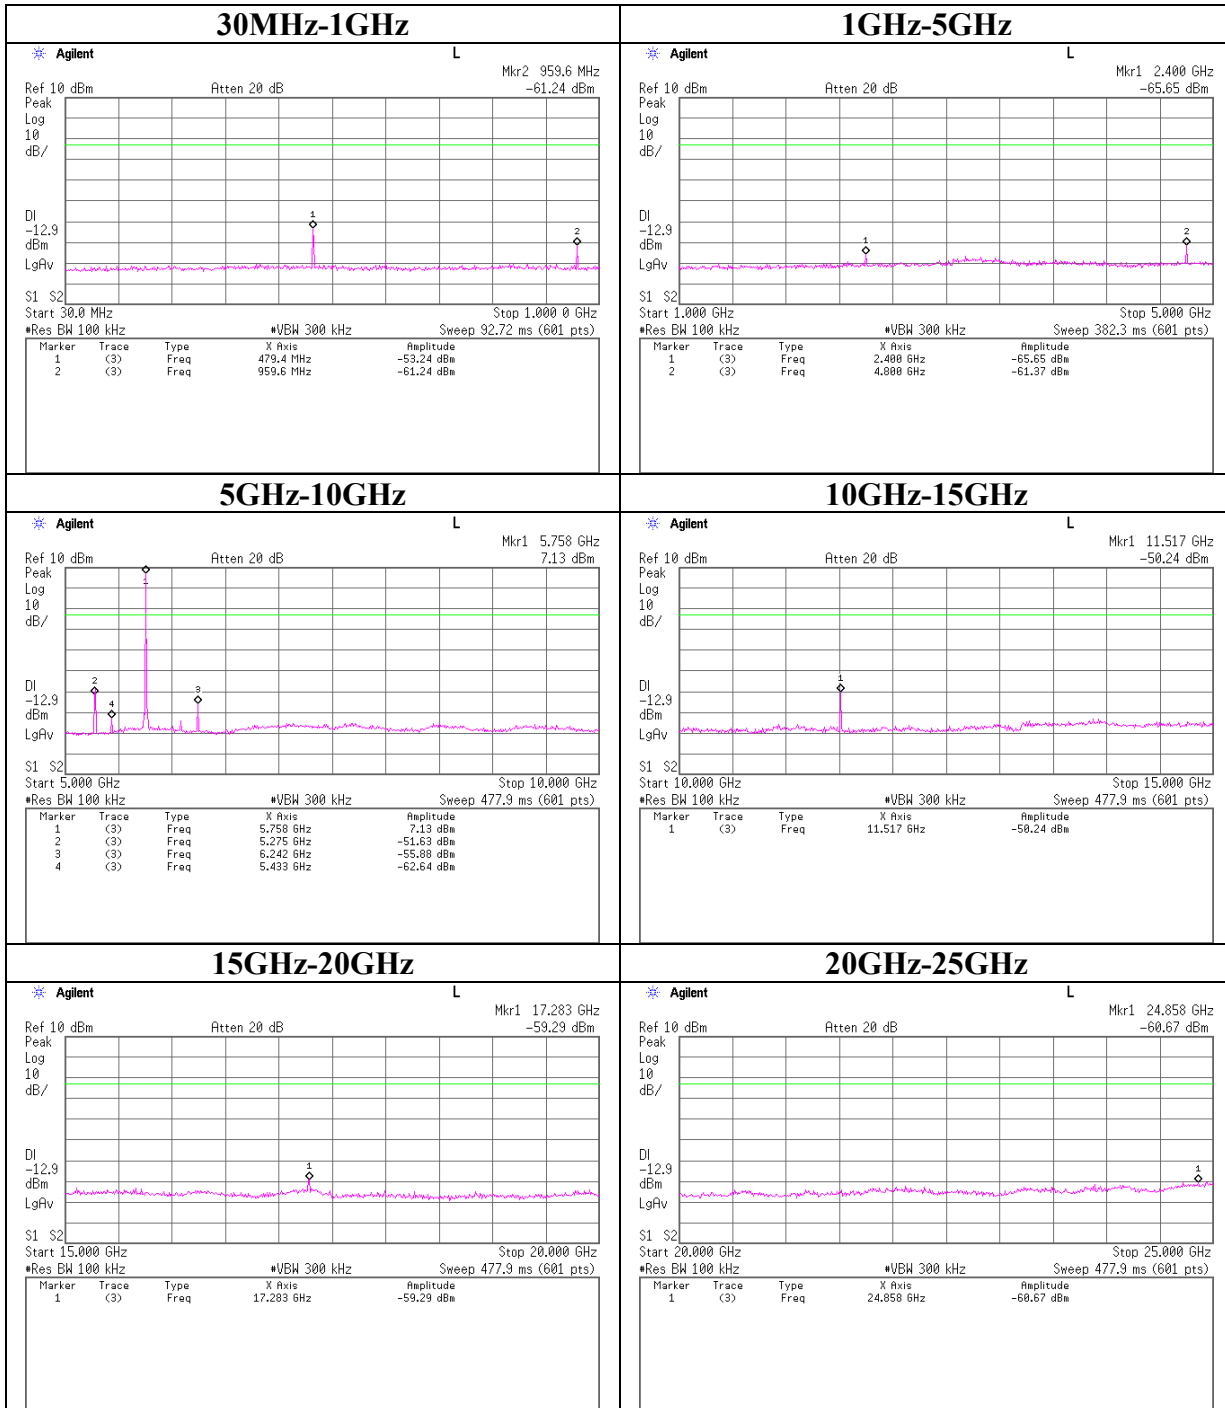 30MHz-1GHz
Agilent L
Mkr2 959.6 MHz
Ref 10 dBm Atten 20 dB -61.24 dBm
Peak
Log
10
dB/
1
2
DI
-12.9
dBm
LgAv
S1 S2
Start 30.0 MHz Stop 1.000 0 GHz
#Res BW 100 kHz #VBW 300 kHz Sweep 92.72 ms (601 pts)
Marker Trace Type X Axis Amplitude
1 (3) Freq 479.4 MHz -53.24 dBm
2 (3) Freq 959.6 MHz -61.24 dBm
1GHz-5GHz
Agilent L
Mkr1 2.400 GHz
Ref 10 dBm Atten 20 dB -65.65 dBm
Peak
Log
10
dB/
1
2
DI
-12.9
dBm
LgAv
S1 S2
Start 1.000 GHz Stop 5.000 GHz
#Res BW 100 kHz #VBW 300 kHz Sweep 382.3 ms (601 pts)
Marker Trace Type X Axis Amplitude
1 (3) Freq 2.400 GHz -65.65 dBm
2 (3) Freq 4.800 GHz -61.37 dBm
5GHz-10GHz
Agilent L
Mkr1 5.758 GHz
Ref 10 dBm Atten 20 dB 7.13 dBm
Peak
Log
10
dB/
1
2
3
4
DI
-12.9
dBm
LgAv
S1 S2
Start 5.000 GHz Stop 10.000 GHz
#Res BW 100 kHz #VBW 300 kHz Sweep 477.9 ms (601 pts)
Marker Trace Type X Axis Amplitude
1 (3) Freq 5.758 GHz 7.13 dBm
2 (3) Freq 5.275 GHz -51.63 dBm
3 (3) Freq 6.242 GHz -55.88 dBm
4 (3) Freq 5.433 GHz -62.64 dBm
10GHz-15GHz
Agilent L
Mkr1 11.517 GHz
Ref 10 dBm Atten 20 dB -50.24 dBm
Peak
Log
10
dB/
1
DI
-12.9
dBm
LgAv
S1 S2
Start 10.000 GHz Stop 15.000 GHz
#Res BW 100 kHz #VBW 300 kHz Sweep 477.9 ms (601 pts)
Marker Trace Type X Axis Amplitude
1 (3) Freq 11.517 GHz -50.24 dBm
15GHz-20GHz
Agilent L
Mkr1 17.283 GHz
Ref 10 dBm Atten 20 dB -59.29 dBm
Peak
Log
10
dB/
1
DI
-12.9
dBm
LgAv
S1 S2
Start 15.000 GHz Stop 20.000 GHz
#Res BW 100 kHz #VBW 300 kHz Sweep 477.9 ms (601 pts)
Marker Trace Type X Axis Amplitude
1 (3) Freq 17.283 GHz -59.29 dBm
20GHz-25GHz
Agilent L
Mkr1 24.858 GHz
Ref 10 dBm Atten 20 dB -60.67 dBm
Peak
Log
10
dB/
1
DI
-12.9
dBm
LgAv
S1 S2
Start 20.000 GHz Stop 25.000 GHz
#Res BW 100 kHz #VBW 300 kHz Sweep 477.9 ms (601 pts)
Marker Trace Type X Axis Amplitude
1 (3) Freq 24.858 GHz -60.67 dBm